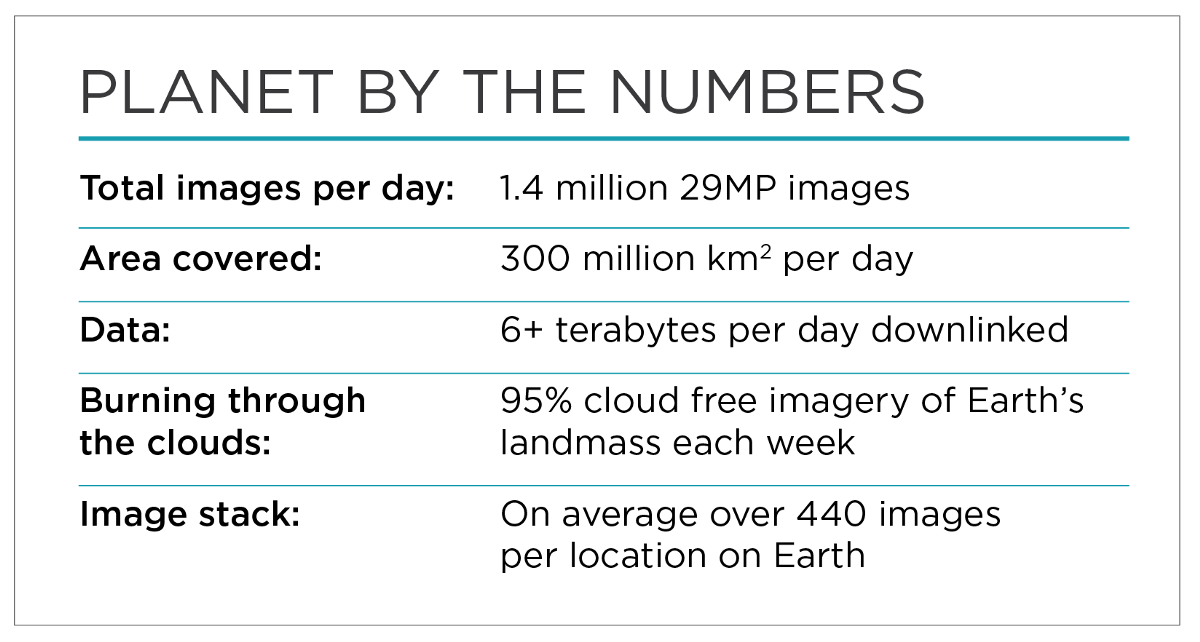 PLANET BY THE NUMBERS
Total images per day: 1.4 million 29MP images
Area covered: 300 million km² per day
Data: 6+ terabytes per day downlinked
Burning through
the clouds:
95% cloud free imagery of Earth’s
landmass each week
Image stack:
On average over 440 images
per location on Earth